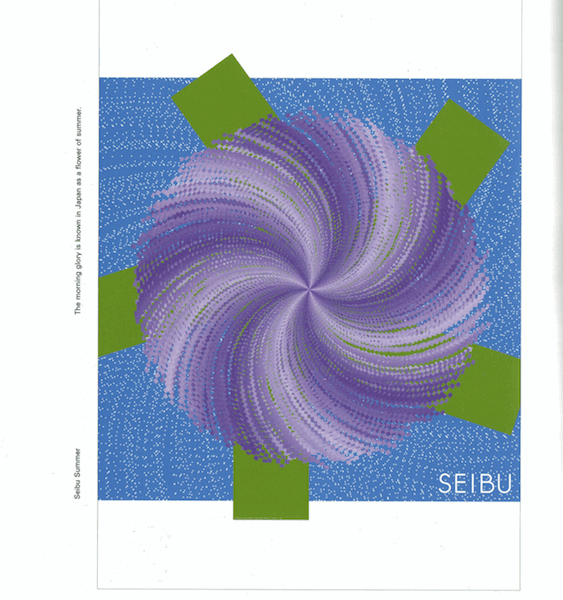 The morning glory is known in Japan as a flower of summer.
Seibu Summer
SEIBU